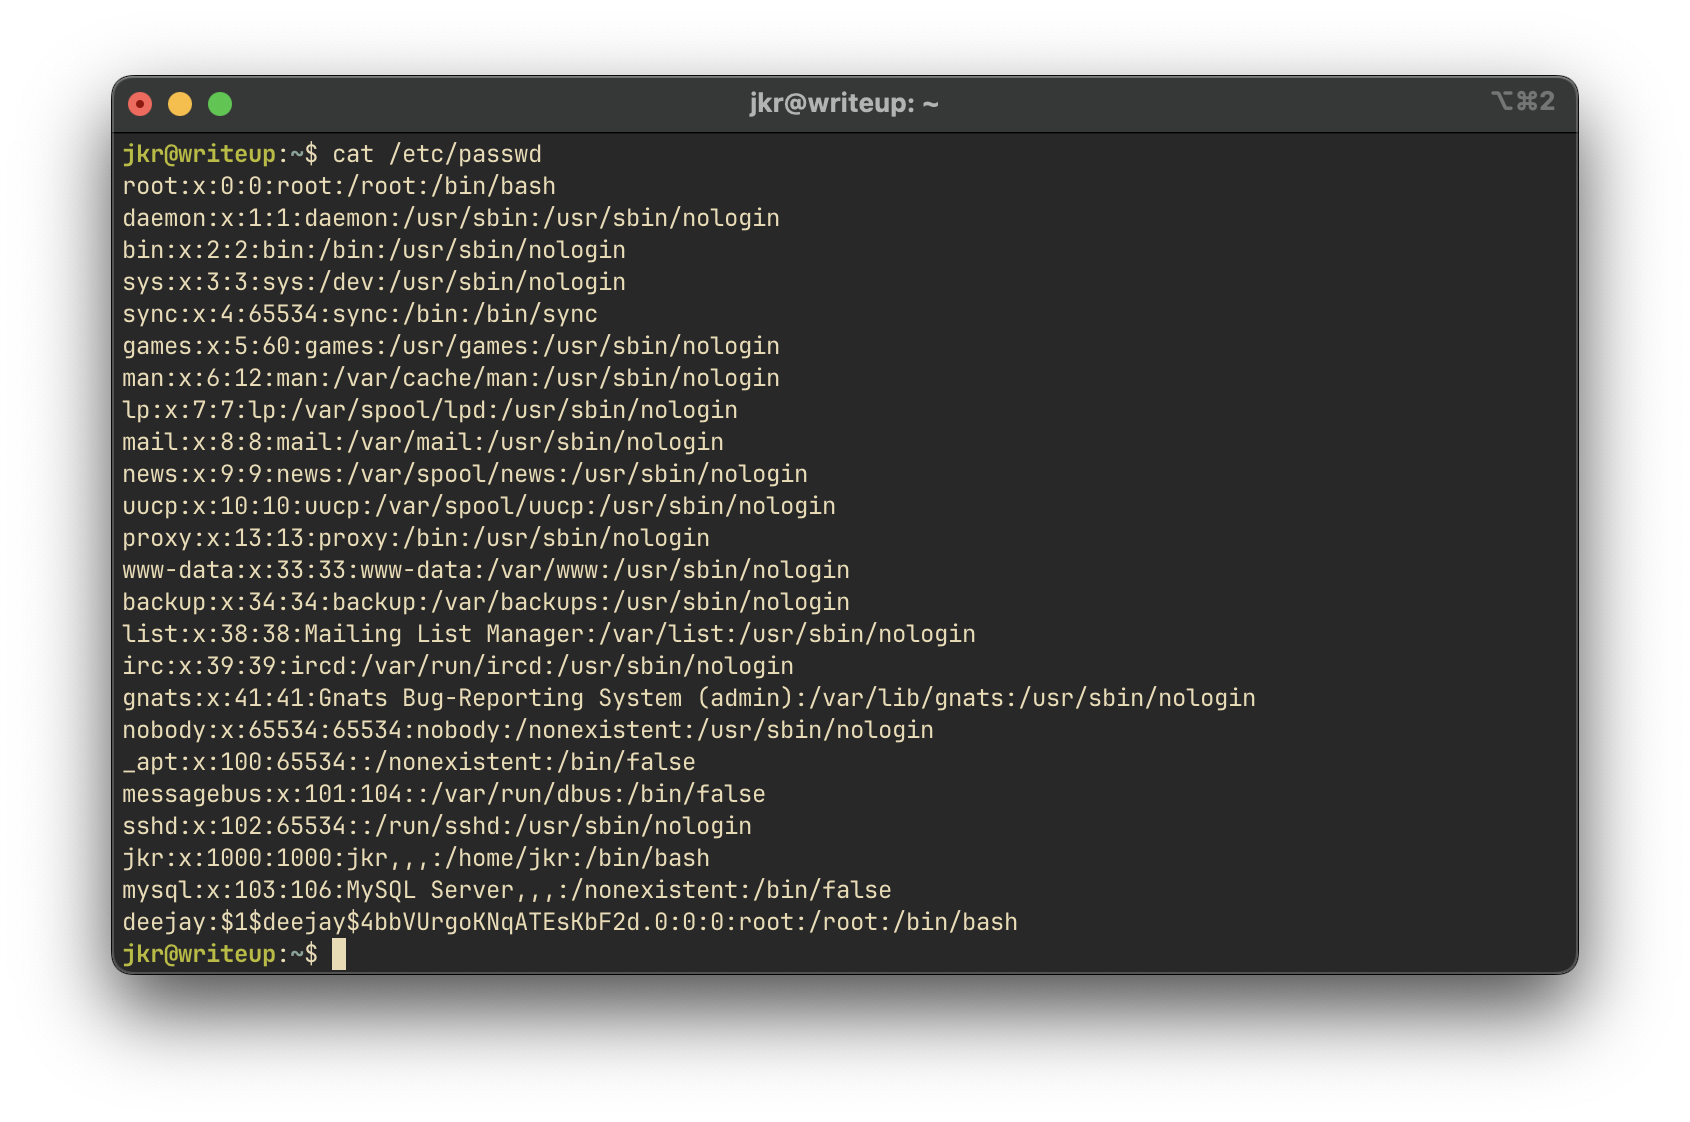 jkr@writeup: ~
⌥⌘2
jkr@writeup:~$ cat /etc/passwd
root:x:0:0:root:/root:/bin/bash
daemon:x:1:1:daemon:/usr/sbin:/usr/sbin/nologin
bin:x:2:2:bin:/bin:/usr/sbin/nologin
sys:x:3:3:sys:/dev:/usr/sbin/nologin
sync:x:4:65534:sync:/bin:/bin/sync
games:x:5:60:games:/usr/games:/usr/sbin/nologin
man:x:6:12:man:/var/cache/man:/usr/sbin/nologin
lp:x:7:7:lp:/var/spool/lpd:/usr/sbin/nologin
mail:x:8:8:mail:/var/mail:/usr/sbin/nologin
news:x:9:9:news:/var/spool/news:/usr/sbin/nologin
uucp:x:10:10:uucp:/var/spool/uucp:/usr/sbin/nologin
proxy:x:13:13:proxy:/bin:/usr/sbin/nologin
www-data:x:33:33:www-data:/var/www:/usr/sbin/nologin
backup:x:34:34:backup:/var/backups:/usr/sbin/nologin
list:x:38:38:Mailing List Manager:/var/list:/usr/sbin/nologin
irc:x:39:39:ircd:/var/run/ircd:/usr/sbin/nologin
gnats:x:41:41:Gnats Bug-Reporting System (admin):/var/lib/gnats:/usr/sbin/nologin
nobody:x:65534:65534:nobody:/nonexistent:/usr/sbin/nologin
_apt:x:100:65534::/nonexistent:/bin/false
messagebus:x:101:104::/var/run/dbus:/bin/false
sshd:x:102:65534::/run/sshd:/usr/sbin/nologin
jkr:x:1000:1000:jkr,,,:/home/jkr:/bin/bash
mysql:x:103:106:MySQL Server,,,:/nonexistent:/bin/false
deejay:$1$deejay$4bbVUrgoKNqATEsKbF2d.0:0:0:root:/root:/bin/bash
jkr@writeup:~$